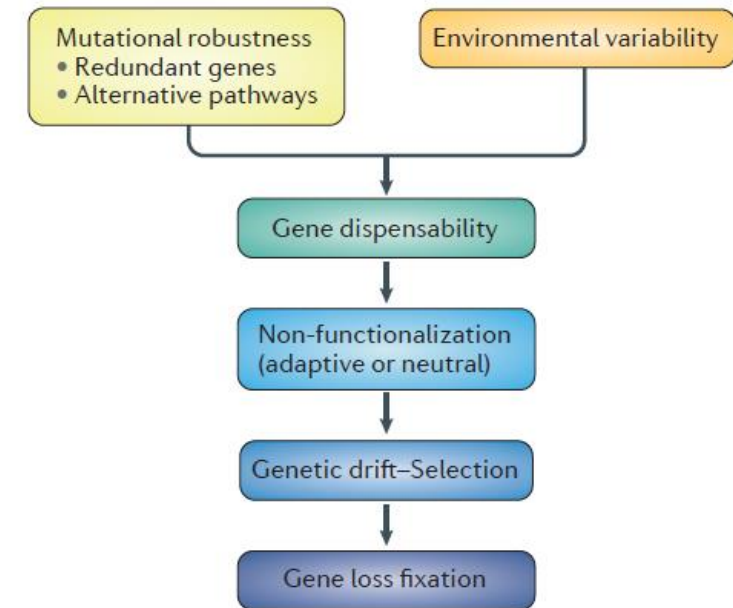 Mutational robustness
• Redundant genes
• Alternative pathways
Environmental variability
Gene dispensability
Non-functionalization
(adaptive or neutral)
Genetic drift–Selection
Gene loss fixation